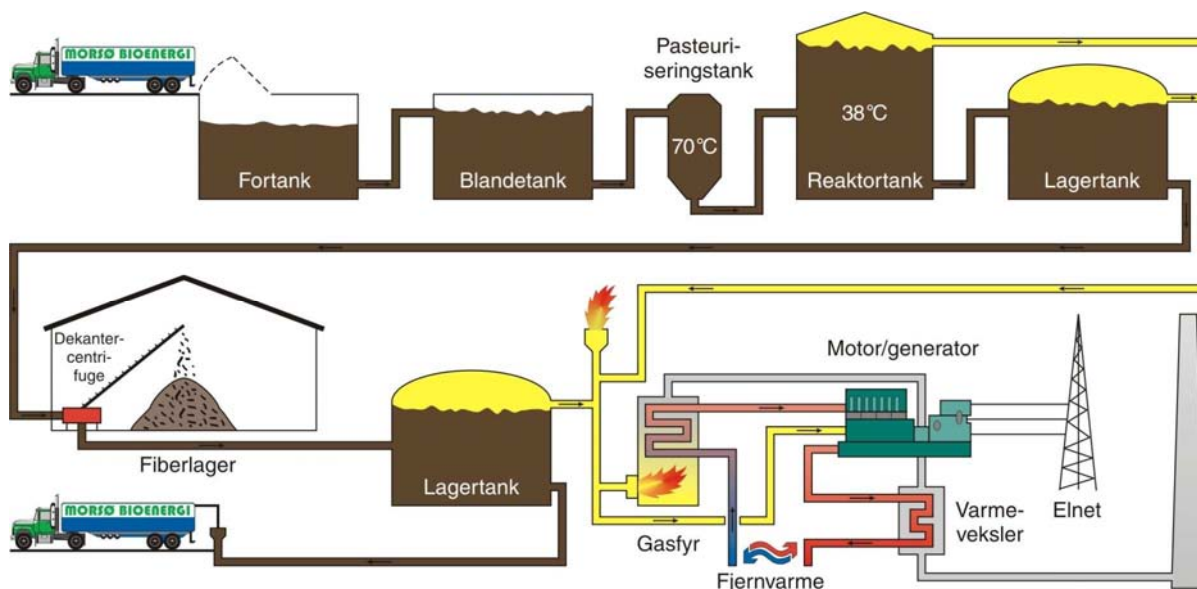 MORSØ BIOENERGI
Pasteuri-
seringstank
38°C
70°C
Fortank
Blandetank
Reaktortank
Lagertank
Dekanter-
centri-
fuge
Motor/generator
Fiberlager
Lagertank
MORSØ BIOENERGI
Gasfyr
Varme-
veksler
Elnet
Fjernvarme